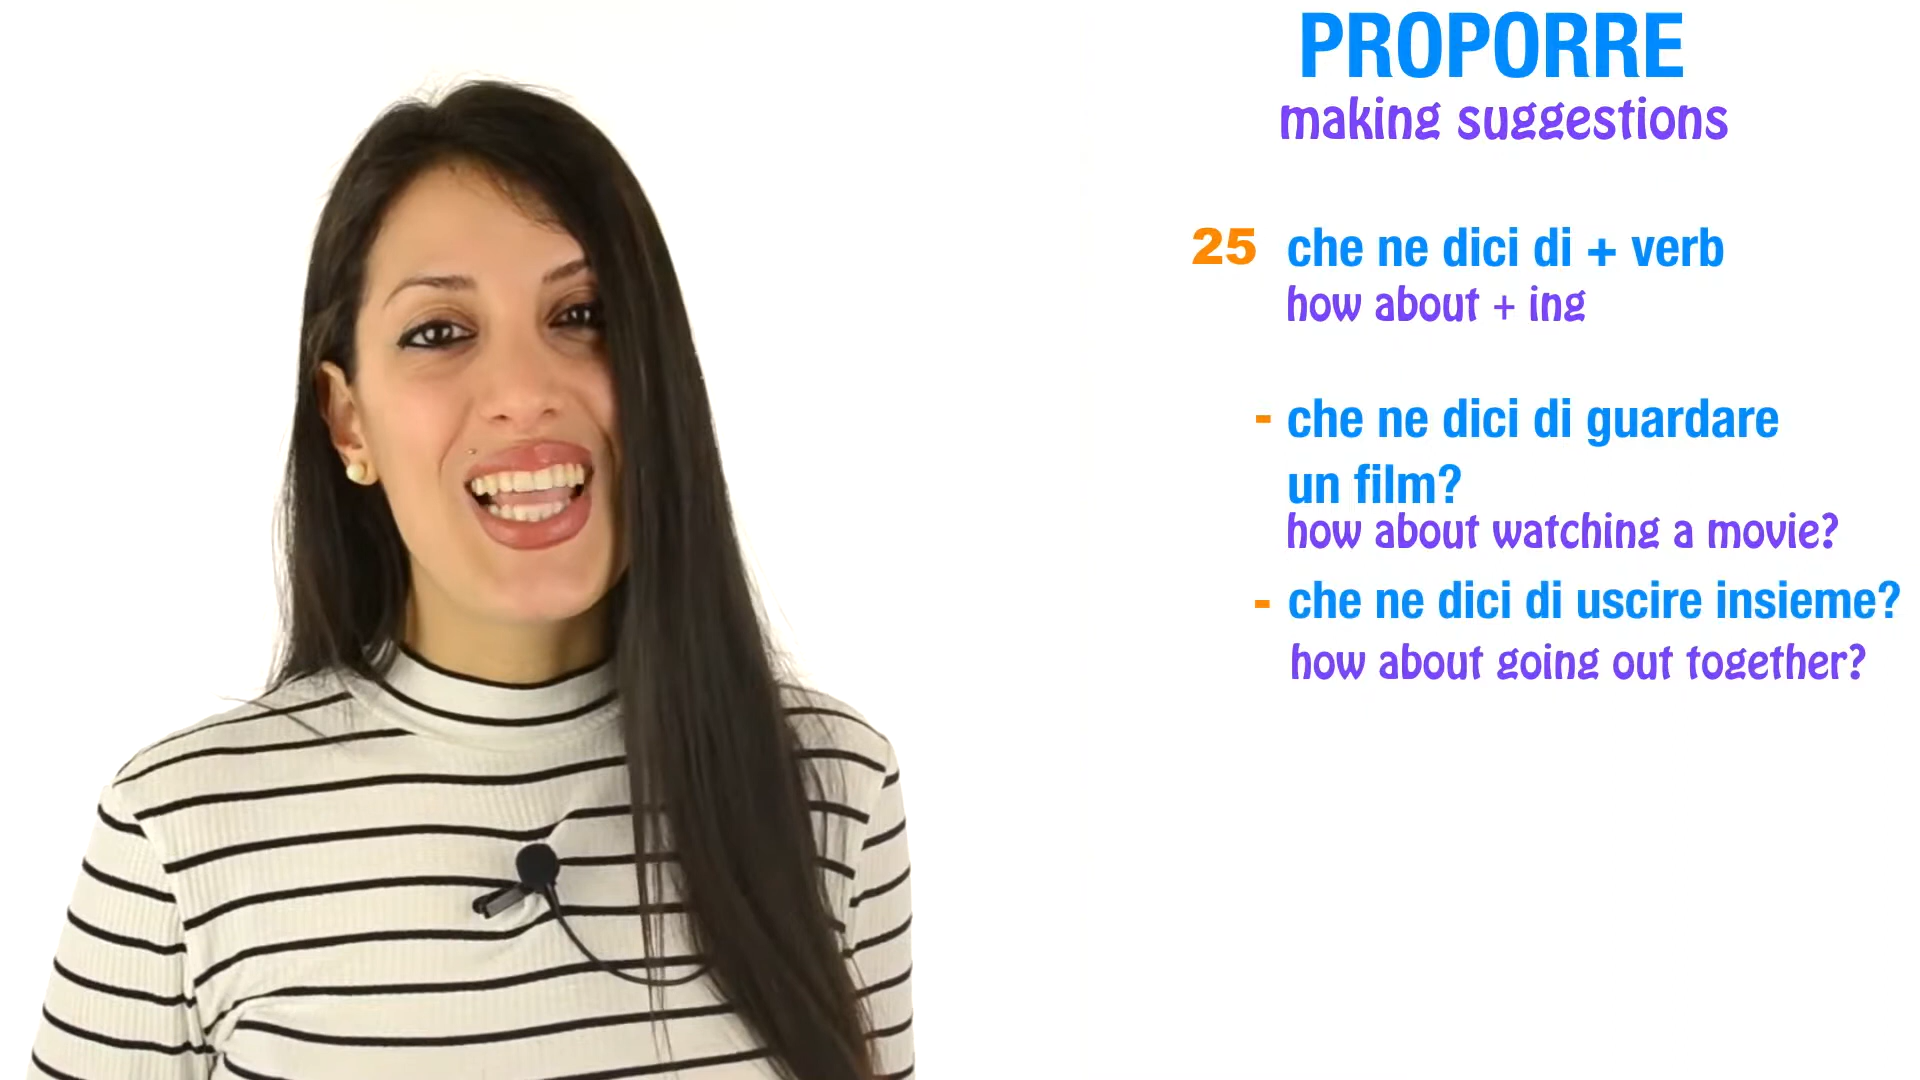 PROPORRE
making suggestions
25 che ne dici di + verb
how about + ing
- che ne dici di guardare
un film?
how about watching a movie?
- che ne dici di uscire insieme?
how about going out together?